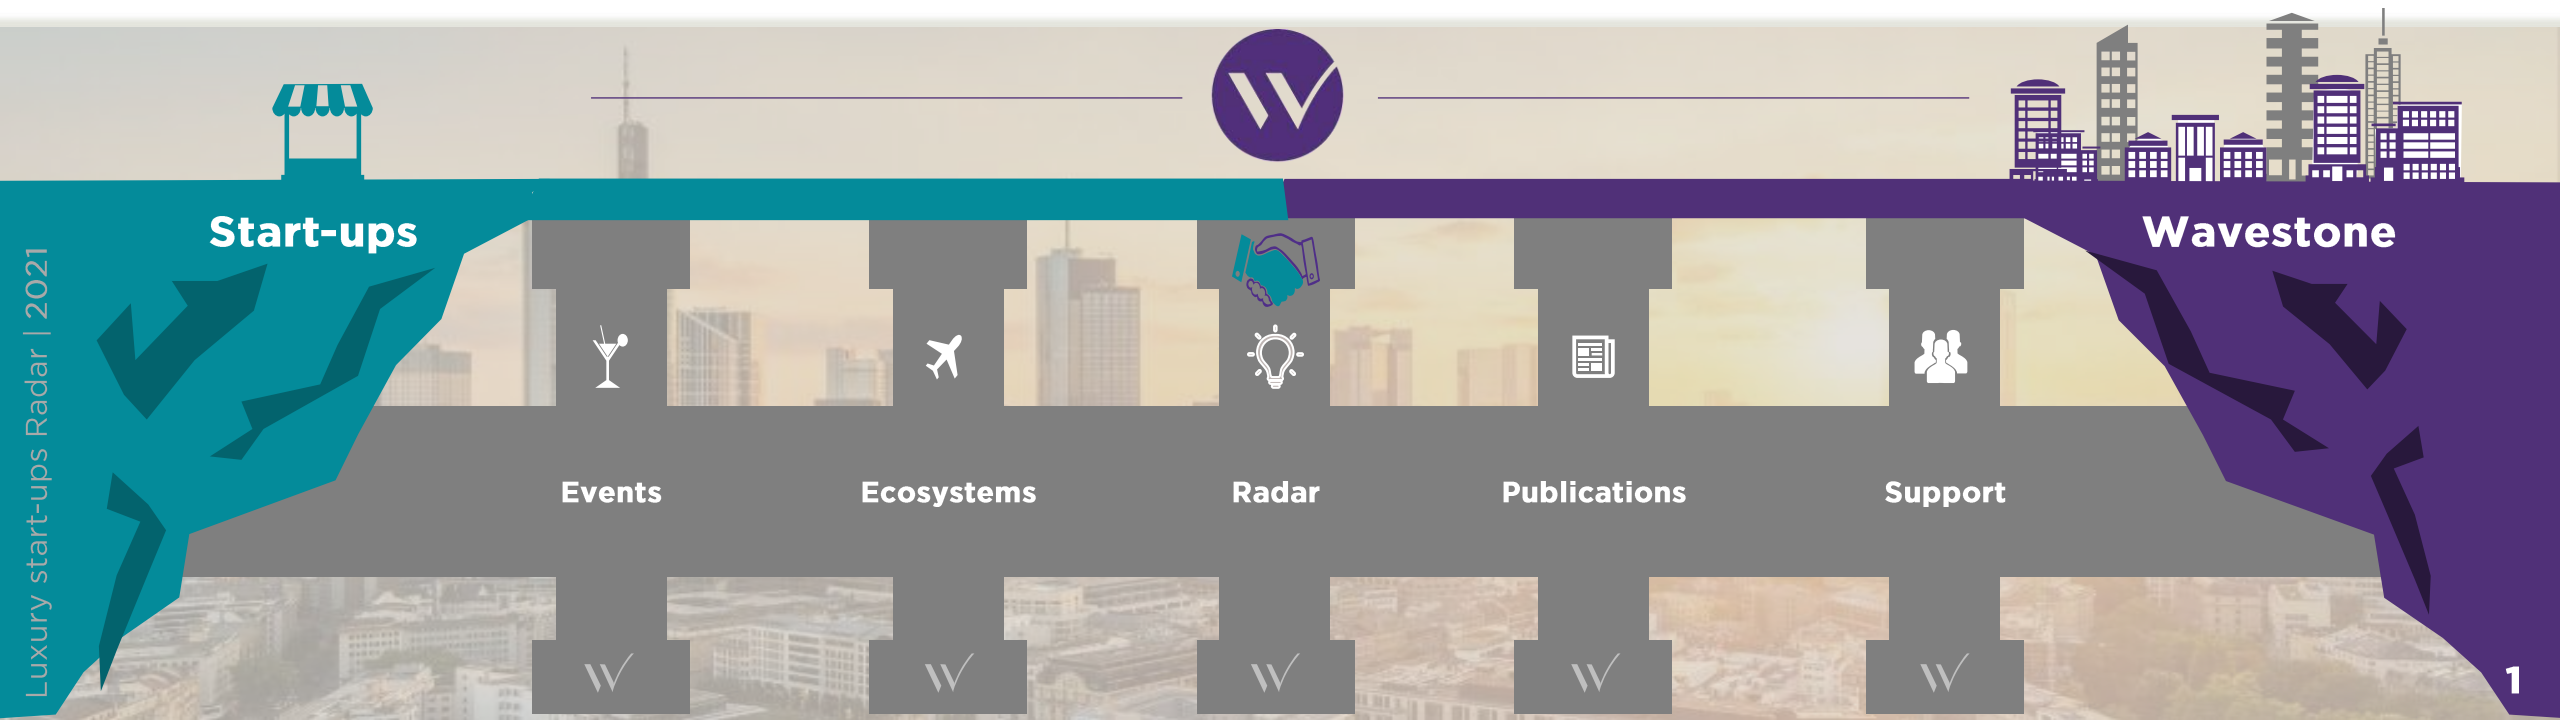 Start-ups
Wavestone
Luxury start-ups Radar | 2021
Events
Ecosystems
Radar
Publications
Support
1